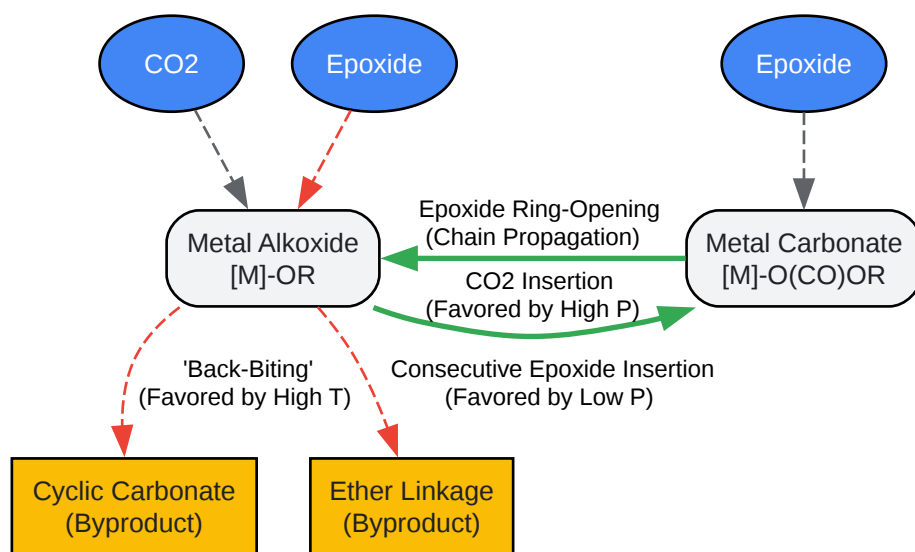 CO2
Epoxide
Epoxide
Epoxide Ring-Opening
(Chain Propagation)
Metal Alkoxide
[M]-OR
Metal Carbonate
[M]-O(CO)OR
CO2 Insertion
(Favored by High P)
'Back-Biting'
(Favored by High T)
Consecutive Epoxide Insertion
(Favored by Low P)
Cyclic Carbonate
(Byproduct)
Ether Linkage
(Byproduct)